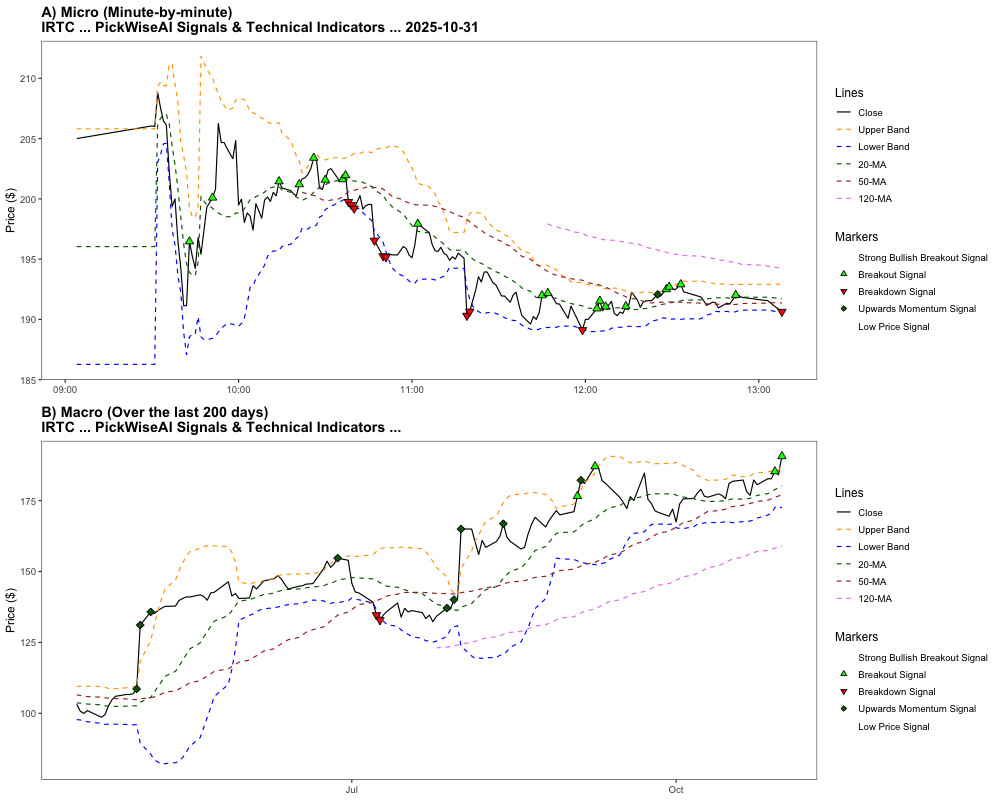 A) Micro (Minute-by-minute)
IRTC ... PickWiseAI Signals & Technical Indicators ... 2025-10-31
Price ($)
210
205
200
195
190
185
09:00
10:00
11:00
12:00
13:00
Lines
Close
Upper Band
Lower Band
20-MA
50-MA
120-MA
Markers
Strong Bullish Breakout Signal
Breakout Signal
Breakdown Signal
Upwards Momentum Signal
Low Price Signal
B) Macro (Over the last 200 days)
IRTC ... PickWiseAI Signals & Technical Indicators ...
Price ($)
175
150
125
100
Jul
Oct
Lines
Close
Upper Band
Lower Band
20-MA
50-MA
120-MA
Markers
Strong Bullish Breakout Signal
Breakout Signal
Breakdown Signal
Upwards Momentum Signal
Low Price Signal